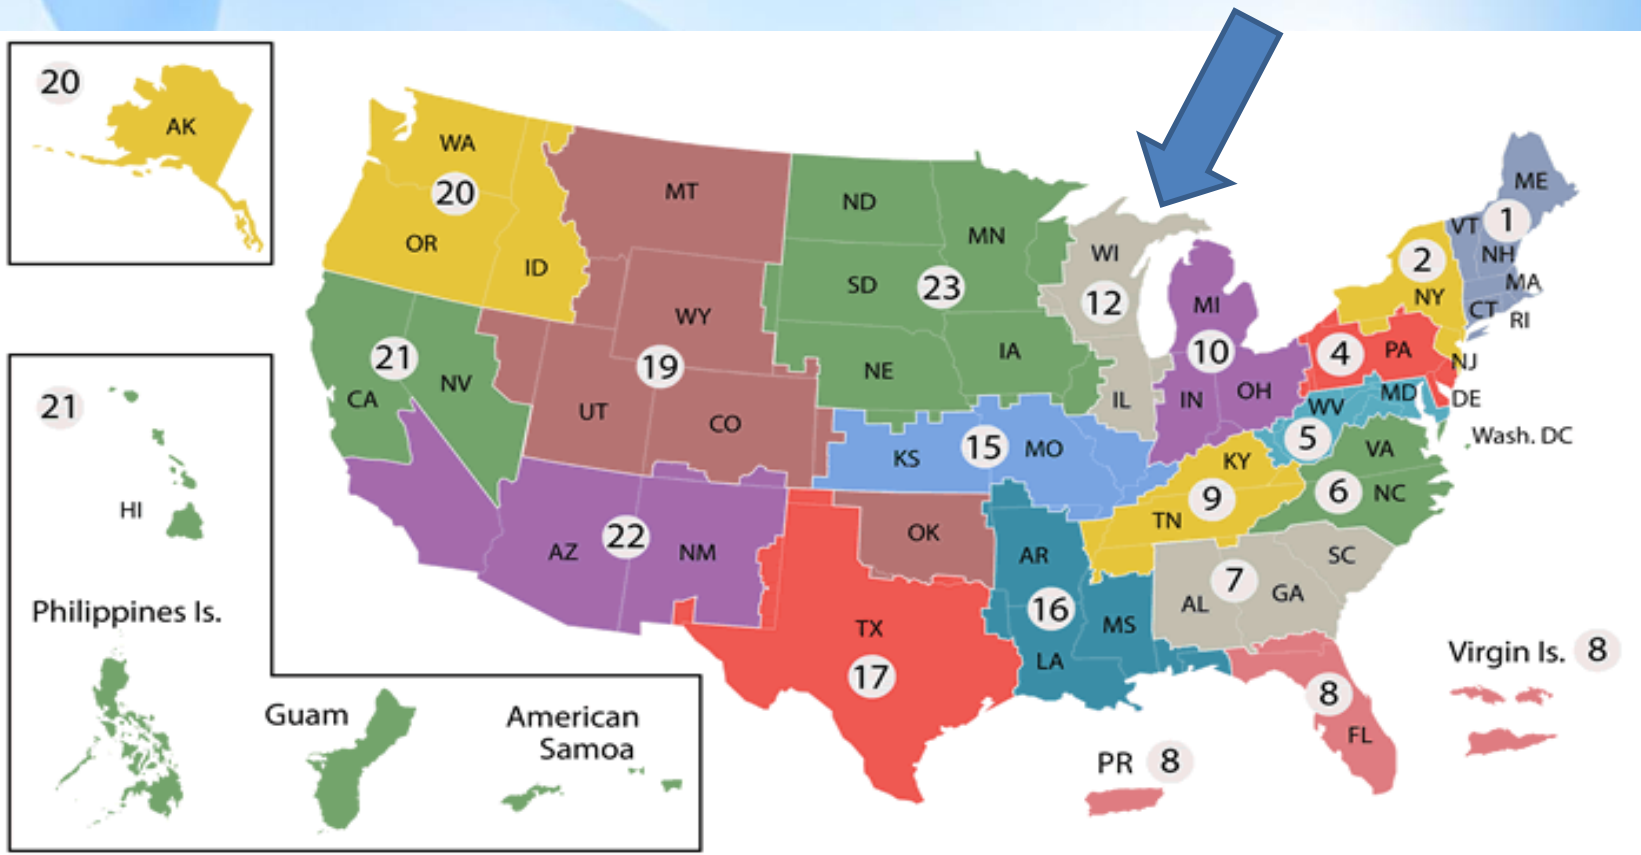 20
AK
WA
20
OR
ID
MT
WY
19
UT
CO
ND
MN
SD
23
NE
IA
WI
12
IL
MI
10
IN
OH
ME
VT
1
NH
MA
CT
RI
2
NY
4
PA
NJ
DE
MD
WV
5
Wash. DC
VA
6
NC
KY
9
TN
21
CA
NV
KS
15
MO
AZ
22
NM
OK
AR
16
MS
LA
TX
17
SC
7
AL
GA
8
FL
PR 8
Virgin Is. 8
21
HI
Philippines Is.
Guam
American
Samoa